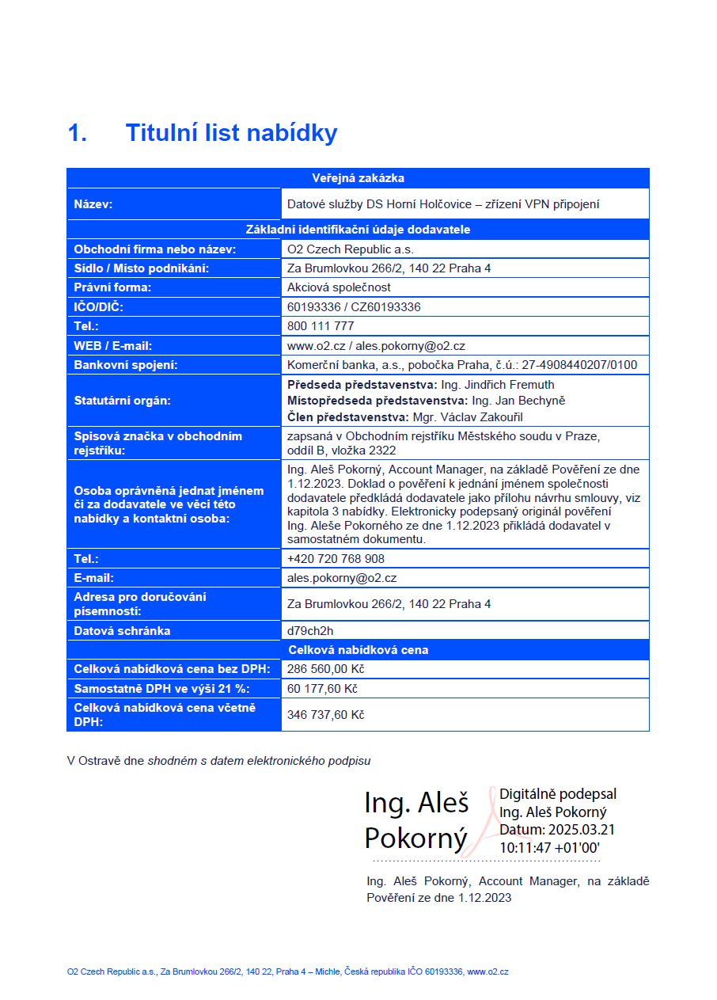 1. Titulní list nabídky
Veřejná zakázka
Název: Datové služby DS Horní Holčovice – zřízení VPN připojení
Základní identifikační údaje dodavatele
Obchodní firma nebo název: O2 Czech Republic a.s.
Sídlo / Místo podnikání: Za Brumlovkou 266/2, 140 22 Praha 4
Právní forma: Akciová společnost
IČO/DIČ: 60193336 / CZ60193336
Tel.: 800 111 777
WEB / E-mail: www.o2.cz / ales.pokorny@o2.cz
Bankovní spojení: Komerční banka, a.s., pobočka Praha, č.ú.: 27-4908440207/0100
Statutární orgán:
Předseda představenstva: Ing. Jindřich Fremuth
Místopředseda představenstva: Ing. Jan Bechyně
Člen představenstva: Mgr. Václav Zakouřil
Spisová značka v obchodním
rejstříku:
zapsaná v Obchodním rejstříku Městského soudu v Praze,
oddíl B, vložka 2322
Osoba oprávněná jednat jménem
či za dodavatele ve věci této
nabídky a kontaktní osoba:
Ing. Aleš Pokorný, Account Manager, na základě Pověření ze dne
1.12.2023. Doklad o pověření k jednání jménem společnosti
dodavatele předkládá dodavatele jako přílohu návrhu smlouvy, viz
kapitola 3 nabídky. Elektronicky podepsaný originál pověření
Ing. Aleše Pokorného ze dne 1.12.2023 přikládá dodavatel v
samostatném dokumentu.
Tel.: +420 720 768 908
E-mail: ales.pokorny@o2.cz
Adresa pro doručování
písemností:
Za Brumlovkou 266/2, 140 22 Praha 4
Datová schránka d79ch2h
Celková nabídková cena
Celková nabídková cena bez DPH: 286 560,00 Kč
Samostatně DPH ve výši 21 %: 60 177,60 Kč
Celková nabídková cena včetně
DPH:
346 737,60 Kč
V Ostravě dne shodném s datem elektronického podpisu
Ing. Aleš
Pokorný
Digitálně podepsal
Ing. Aleš Pokorný
Datum: 2025.03.21
10:11:47 +01'00'
Ing. Aleš Pokorný, Account Manager, na základě
Pověření ze dne 1.12.2023
O2 Czech Republic a.s., Za Brumlovkou 266/2, 140 22, Praha 4 – Michle, Česká republika IČO 60193336, www.o2.cz